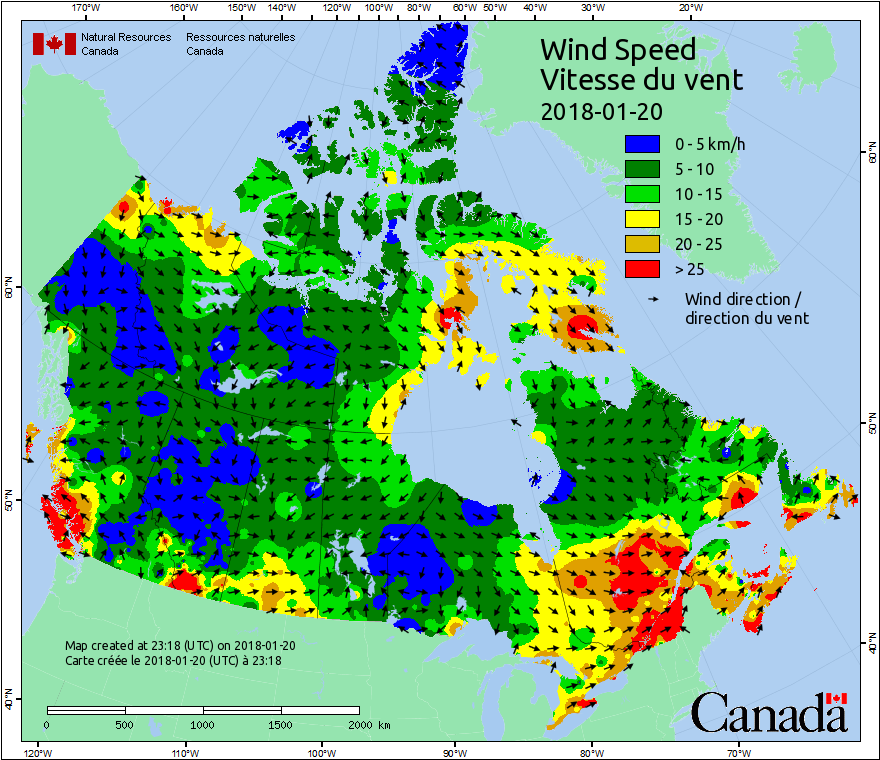 170°W 160°W 150°W 140°W 130°W 120°W 110°W 100°W 80°W 60°W 50°W 40°W 30°W 20°W
Natural Resources Ressources naturelles
Canada Canada
Wind Speed
Vitesse du vent
2018-01-20
0 - 5 km/h
5 - 10
10 - 15
15 - 20
20 - 25
> 25
Wind direction /
direction du vent
60°N
60°N
50°N
50°N
40°N
40°N
Map created at 23:18 (UTC) on 2018-01-20
Carte créée le 2018-01-20 (UTC) à 23:18
0 500 1000 1500 2000 km
Canada
120°W 110°W 100°W 90°W 80°W 70°W